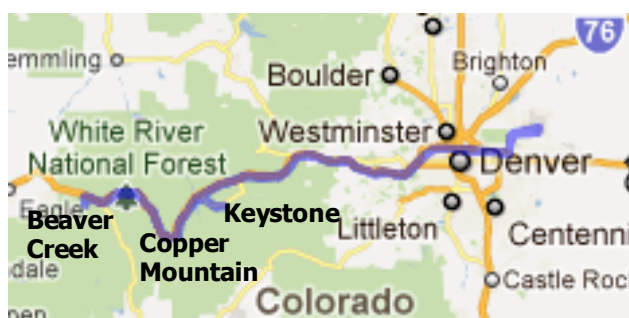 76
emmling
Boulder
Brighton
White River
National Forest
Westminster
Denver
Eagle
Beaver
Creek
Keystone
Copper
Mountain
Littleton
Centenni
dale
Castle Roc
Colorado
pen